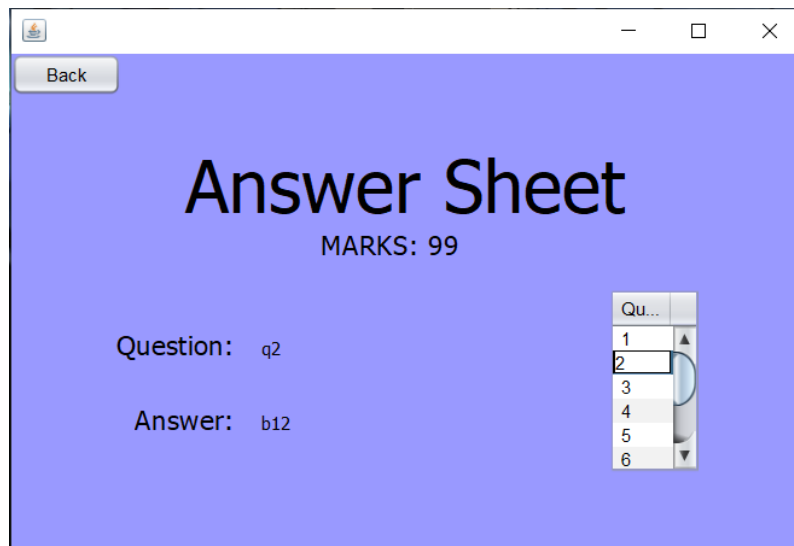 Back
Answer Sheet
MARKS: 99
Question: q2
Answer: b12
Qu...
1
2
3
4
5
6